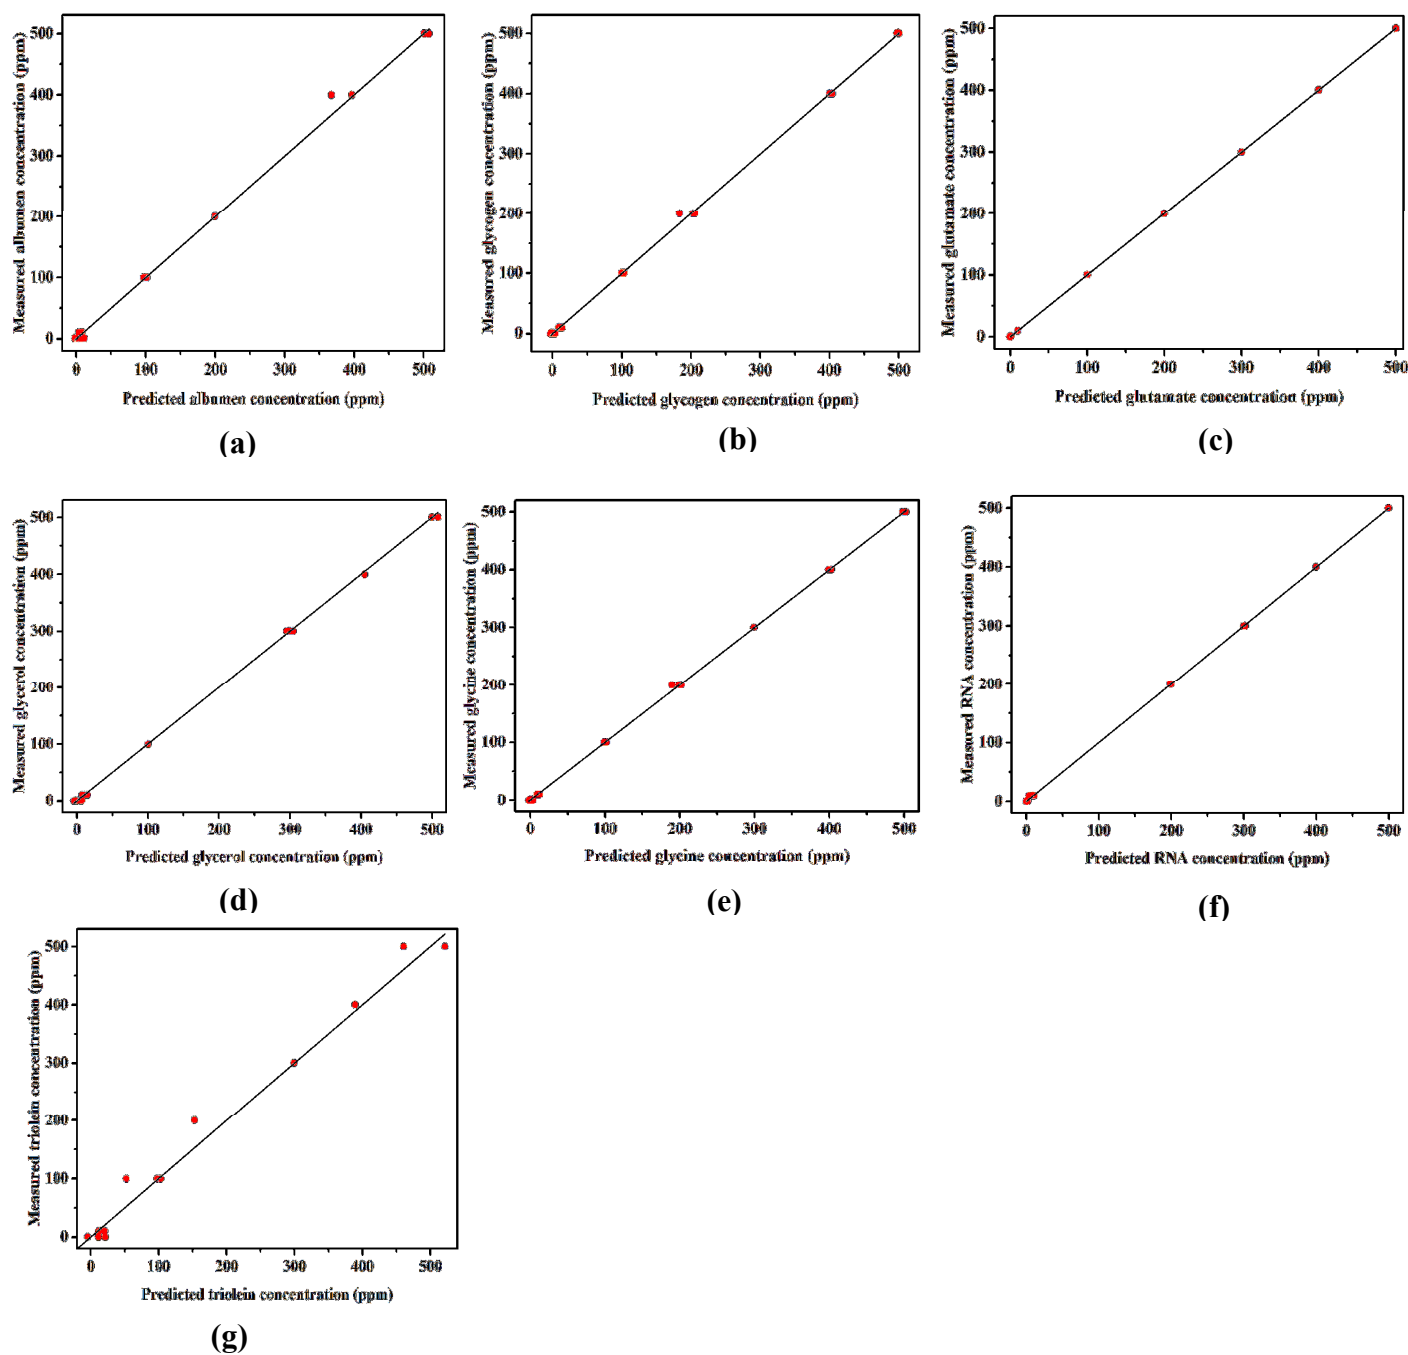 Measured albumen concentration (ppm)
500
400
300
200
100
0
0 100 200 300 400 500
Predicted albumen concentration (ppm)
(a)
Measured glycogen concentration (ppm)
500
400
300
200
100
0
0 100 200 300 400 500
Predicted glycogen concentration (ppm)
(b)
Measured glutamate concentration (ppm)
500
400
300
200
100
0
0 100 200 300 400 500
Predicted glutamate concentration (ppm)
(c)
Measured glycerol concentration (ppm)
500
400
300
200
100
0
0 100 200 300 400 500
Predicted glycerol concentration (ppm)
(d)
Measured glycine concentration (ppm)
500
400
300
200
100
0
0 100 200 300 400 500
Predicted glycine concentration (ppm)
(e)
Measured RNA concentration (ppm)
500
400
300
200
100
0
0 100 200 300 400 500
Predicted RNA concentration (ppm)
(f)
Measured triolein concentration (ppm)
500
400
300
200
100
0
0 100 200 300 400 500
Predicted triolein concentration (ppm)
(g)